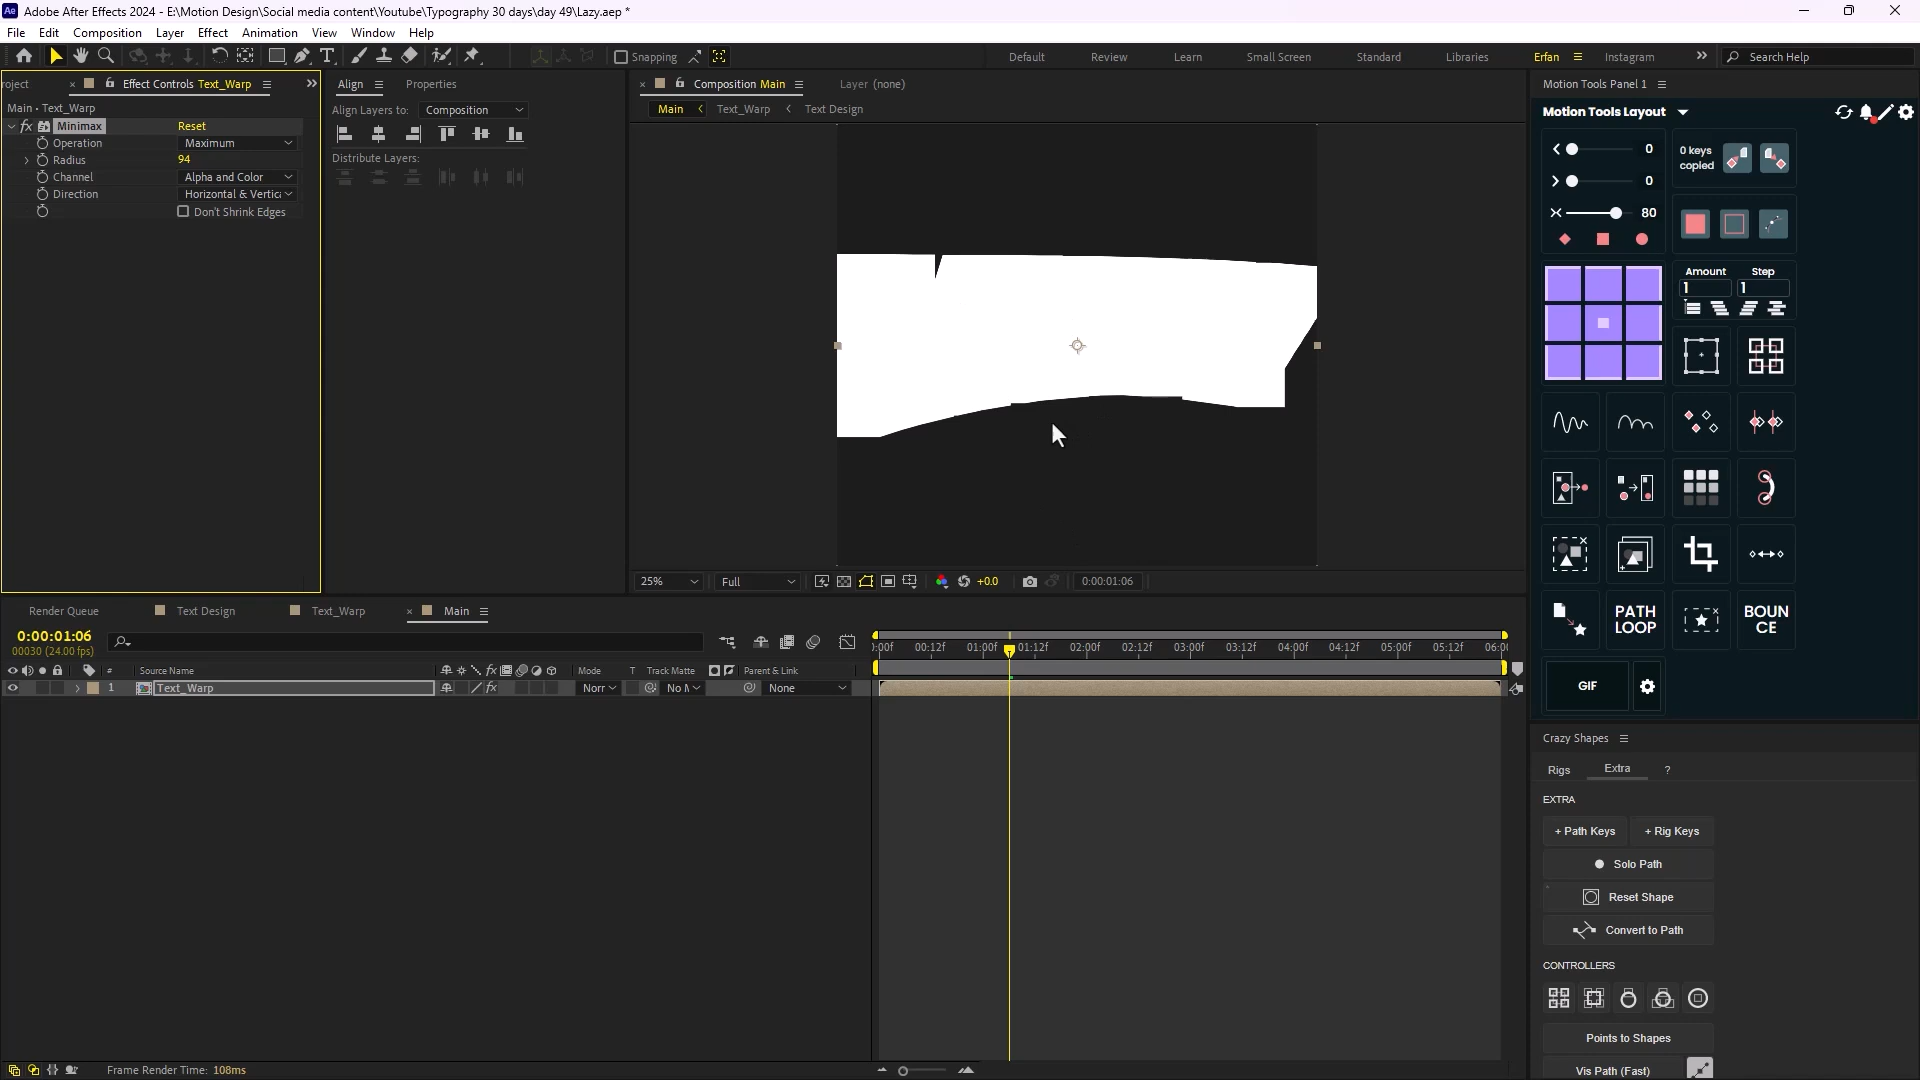 Adobe After Effects 2024 - E:\Motion Design\Social media content\Youtube\Typography 30 days\day 49\Lazy.aep *
File Edit Composition Layer Effect Animation View Window Help
Snapping
Default Review Learn Small Screen Standard Libraries Erfan Instagram Search Help
roject Effect Controls Text_Warp
Main • Text_Warp
fx Minimax Reset
Operation Maximum
Radius 94
Channel Alpha and Color
Direction Horizontal & Vertic
Don't Shrink Edges
Align Properties
Align Layers to: Composition
Distribute Layers:
Composition Main Layer (none)
Main Text_Warp Text Design
25% Full +0.0 0:00:01:06
Motion Tools Panel 1
Motion Tools Layout
0 0 keys copied
0
80
Amount Step
1 1
PATH LOOP BOUN CE
GIF
Crazy Shapes
Rigs Extra ?
EXTRA
+ Path Keys + Rig Keys
Solo Path
Reset Shape
Convert to Path
CONTROLLERS
Points to Shapes
Vis Path (Fast)
Render Queue Text Design Text_Warp Main
0:00:01:06
00030 (24.00 fps)
# Source Name Mode T Track Matte Parent & Link
:00f 00:12f 01:00f 01:12f 02:00f 02:12f 03:00f 03:12f 04:00f 04:12f 05:00f 05:12f 06:0
1 Text_Warp fx Norr No M None
Frame Render Time: 108ms